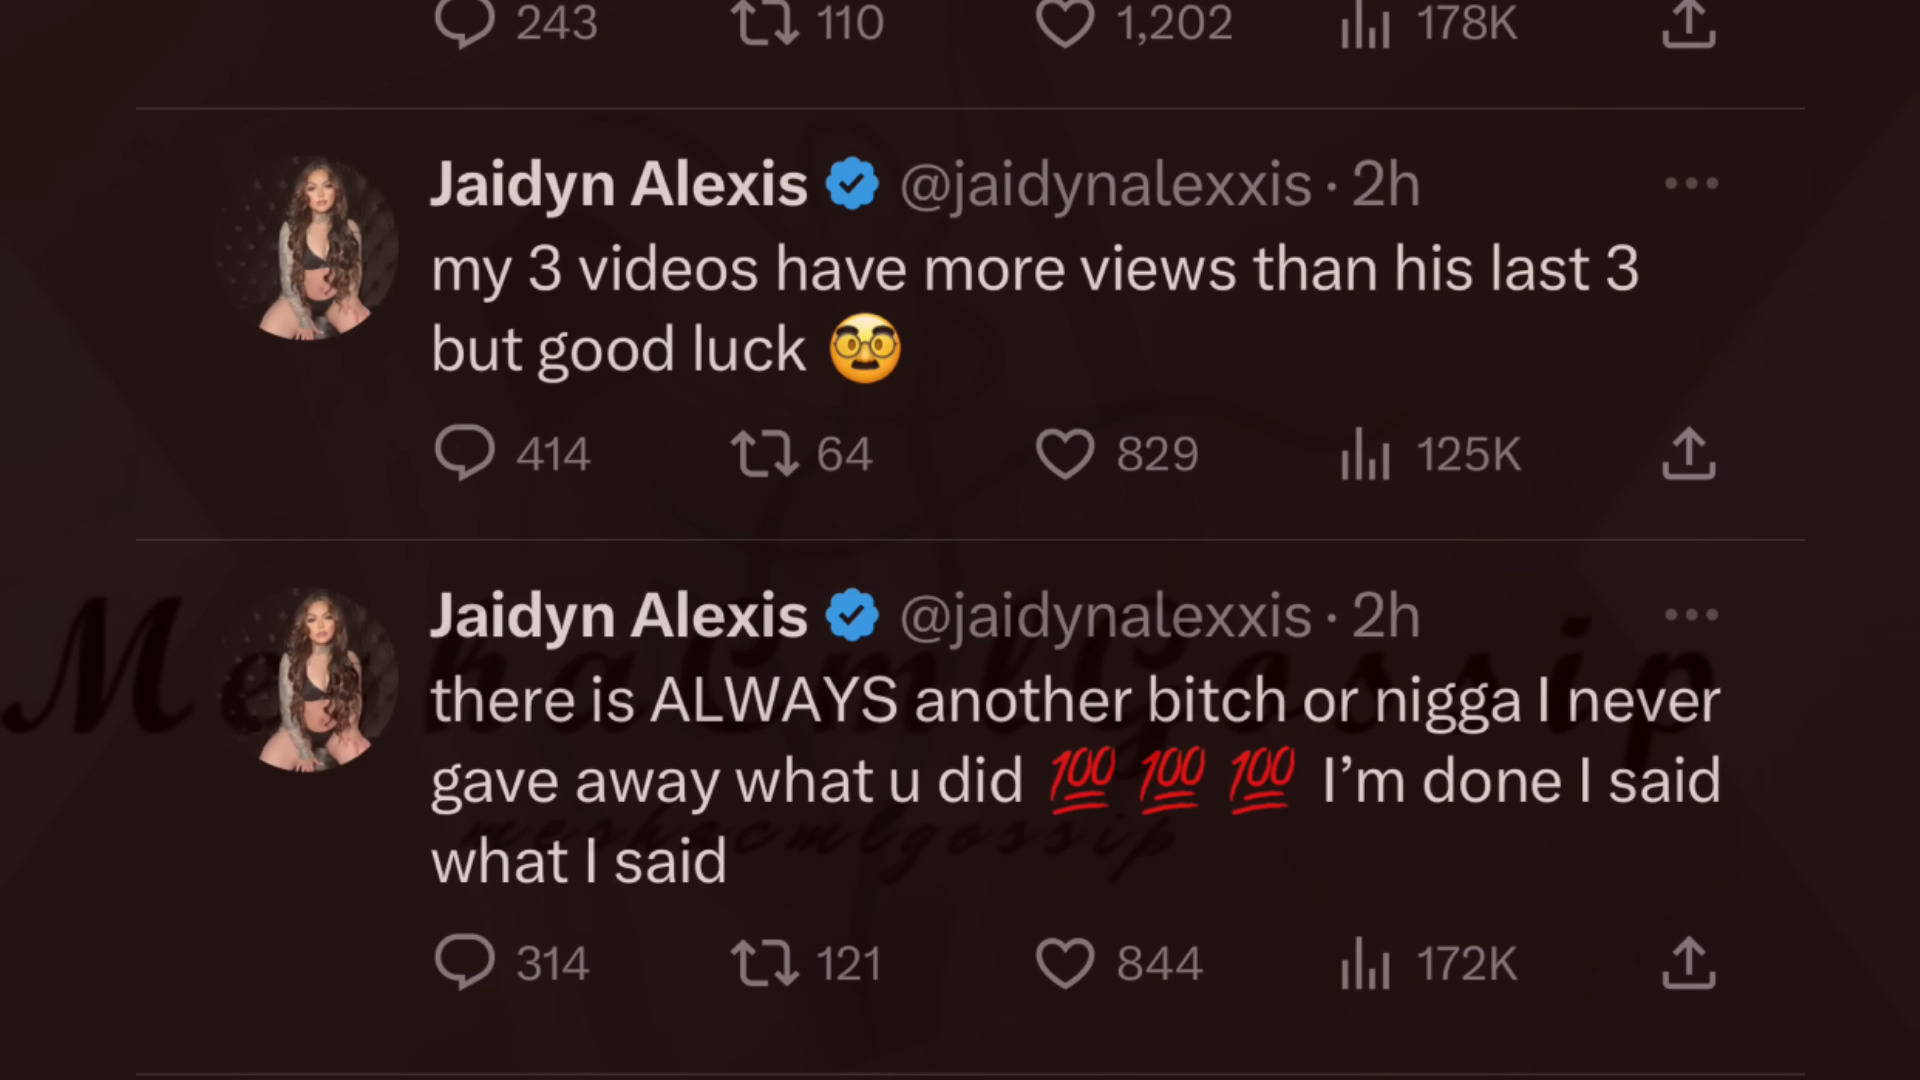 243 110 1,202 178K
Jaidyn Alexis @jaidynalexxis · 2h
my 3 videos have more views than his last 3
but good luck 🥸
414 64 829 125K
Jaidyn Alexis @jaidynalexxis · 2h
there is ALWAYS another bitch or nigga I never
gave away what u did 💯 💯 💯 I’m done I said
what I said
314 121 844 172K
MeshaCmlGossip
meshacmlgossip